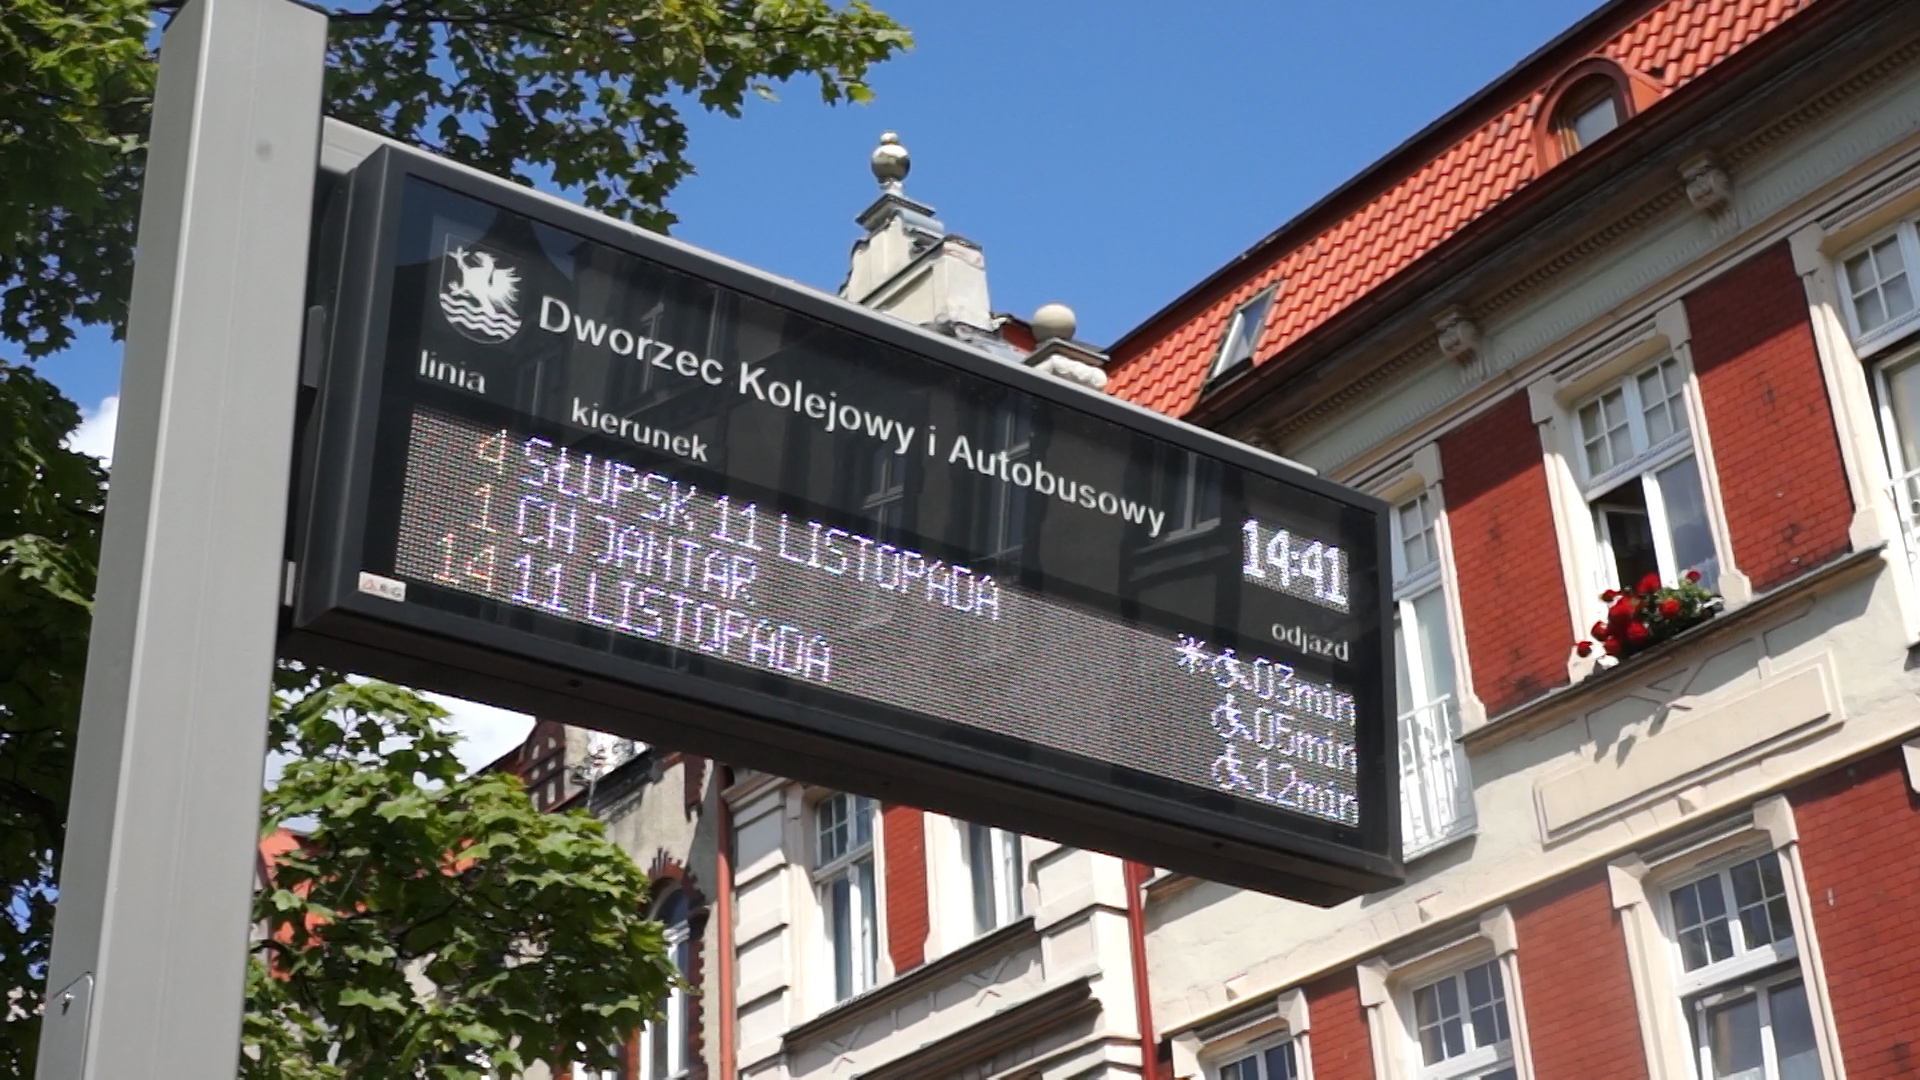 Dworzec Kolejowy i Autobusowy
linia kierunek
14:41
odjazd
4 SŁUPSK 11 LISTOPADA *03min
1 CH JANTAR 05min
14 11 LISTOPADA 12min